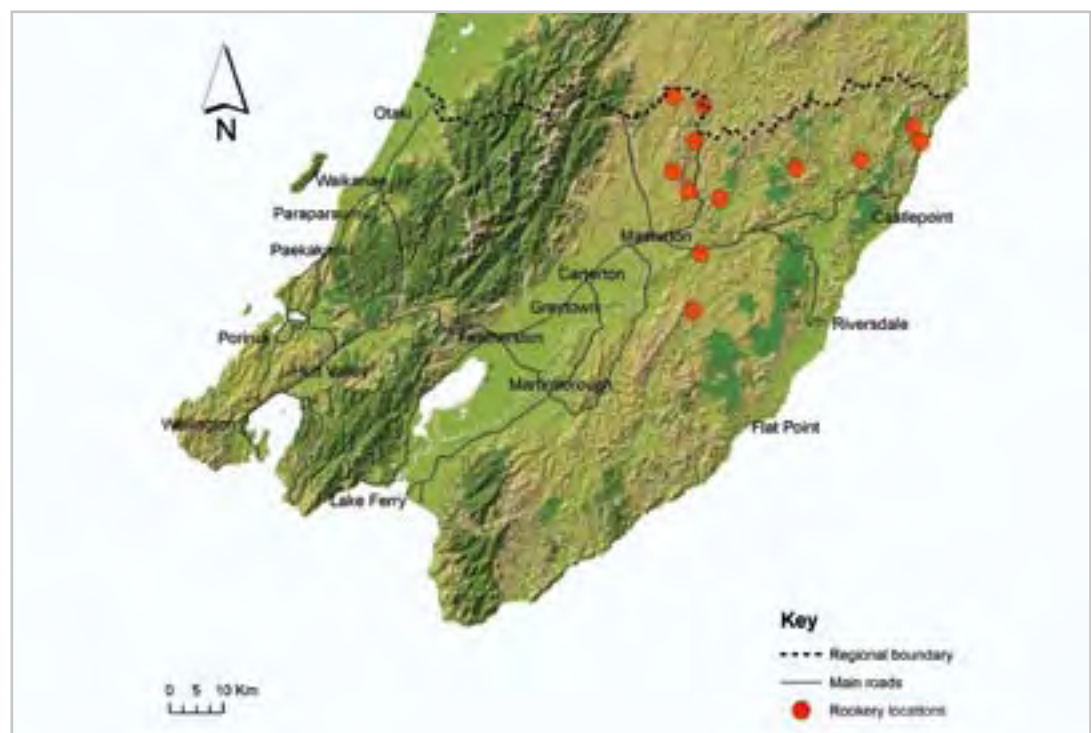 N
Otaki
Waikanae
Paraparaumu
Castlepoint
Masterton
Paekakariki
Carterton
Greytown
Riversdale
Porirua
Featherston
Hutt Valley
Martinborough
Wellington
Flat Point
Lake Ferry
Key
Regional boundary
Main roads
Rookery locations
0 5 10 Km